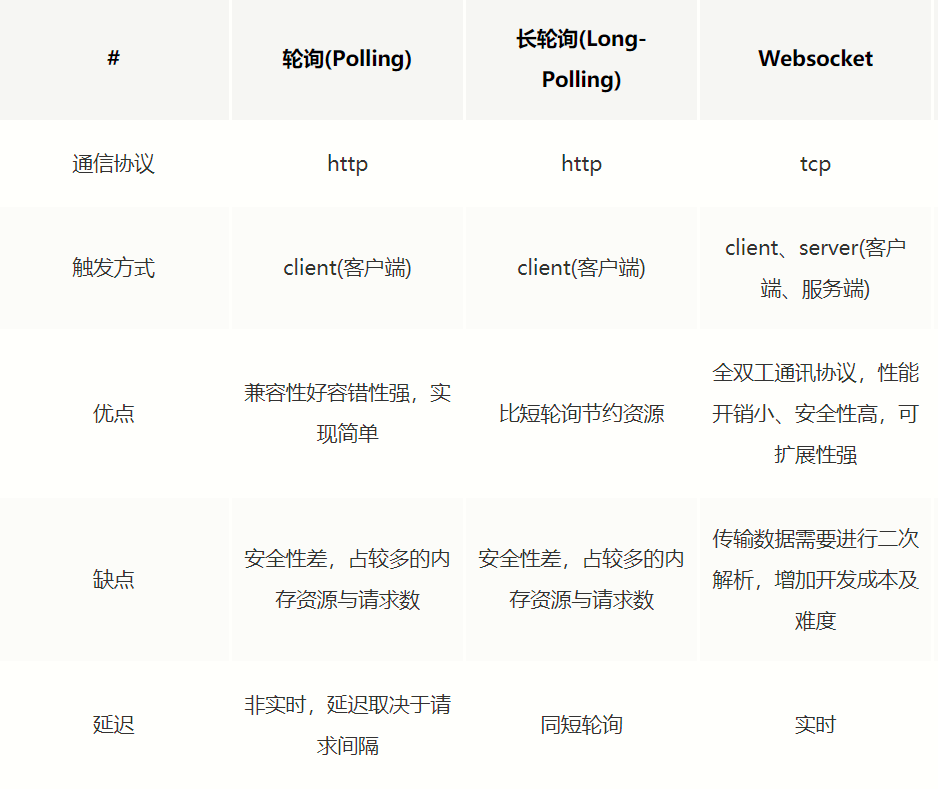 #
轮询(Polling)
长轮询(Long-
Polling)
Websocket
通信协议
http
http
tcp
触发方式
client(客户端)
client(客户端)
client、server(客户
端、服务端)
优点
兼容性好容错性强，实
现简单
比短轮询节约资源
全双工通讯协议，性能
开销小、安全性高，可
扩展性强
缺点
安全性差，占较多的内
存资源与请求数
安全性差，占较多的内
存资源与请求数
传输数据需要进行二次
解析，增加开发成本及
难度
延迟
非实时，延迟取决于请
求间隔
同短轮询
实时